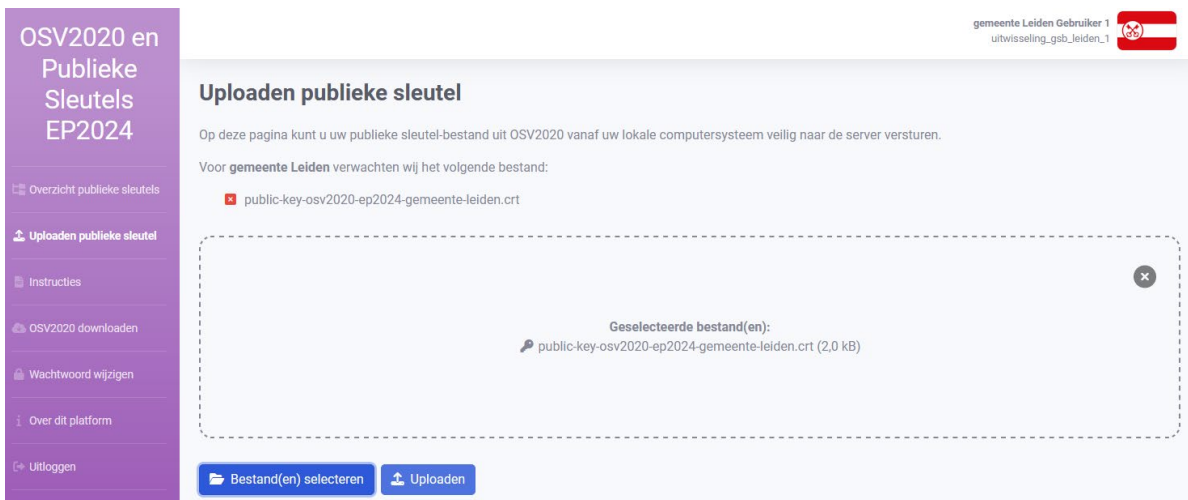 OSV2020 en
Publieke
Sleutels
EP2024
Overzicht publieke sleutels
Uploaden publieke sleutel
Instructies
OSV2020 downloaden
Wachtwoord wijzigen
Over dit platform
Uitloggen
gemeente Leiden Gebruiker 1
uitwisseling_gsb_leiden_1
Uploaden publieke sleutel
Op deze pagina kunt u uw publieke sleutel-bestand uit OSV2020 vanaf uw lokale computersysteem veilig naar de server versturen.
Voor gemeente Leiden verwachten wij het volgende bestand:
public-key-osv2020-ep2024-gemeente-leiden.crt
Geselecteerde bestand(en):
public-key-osv2020-ep2024-gemeente-leiden.crt (2,0 kB)
Bestand(en) selecteren
Uploaden